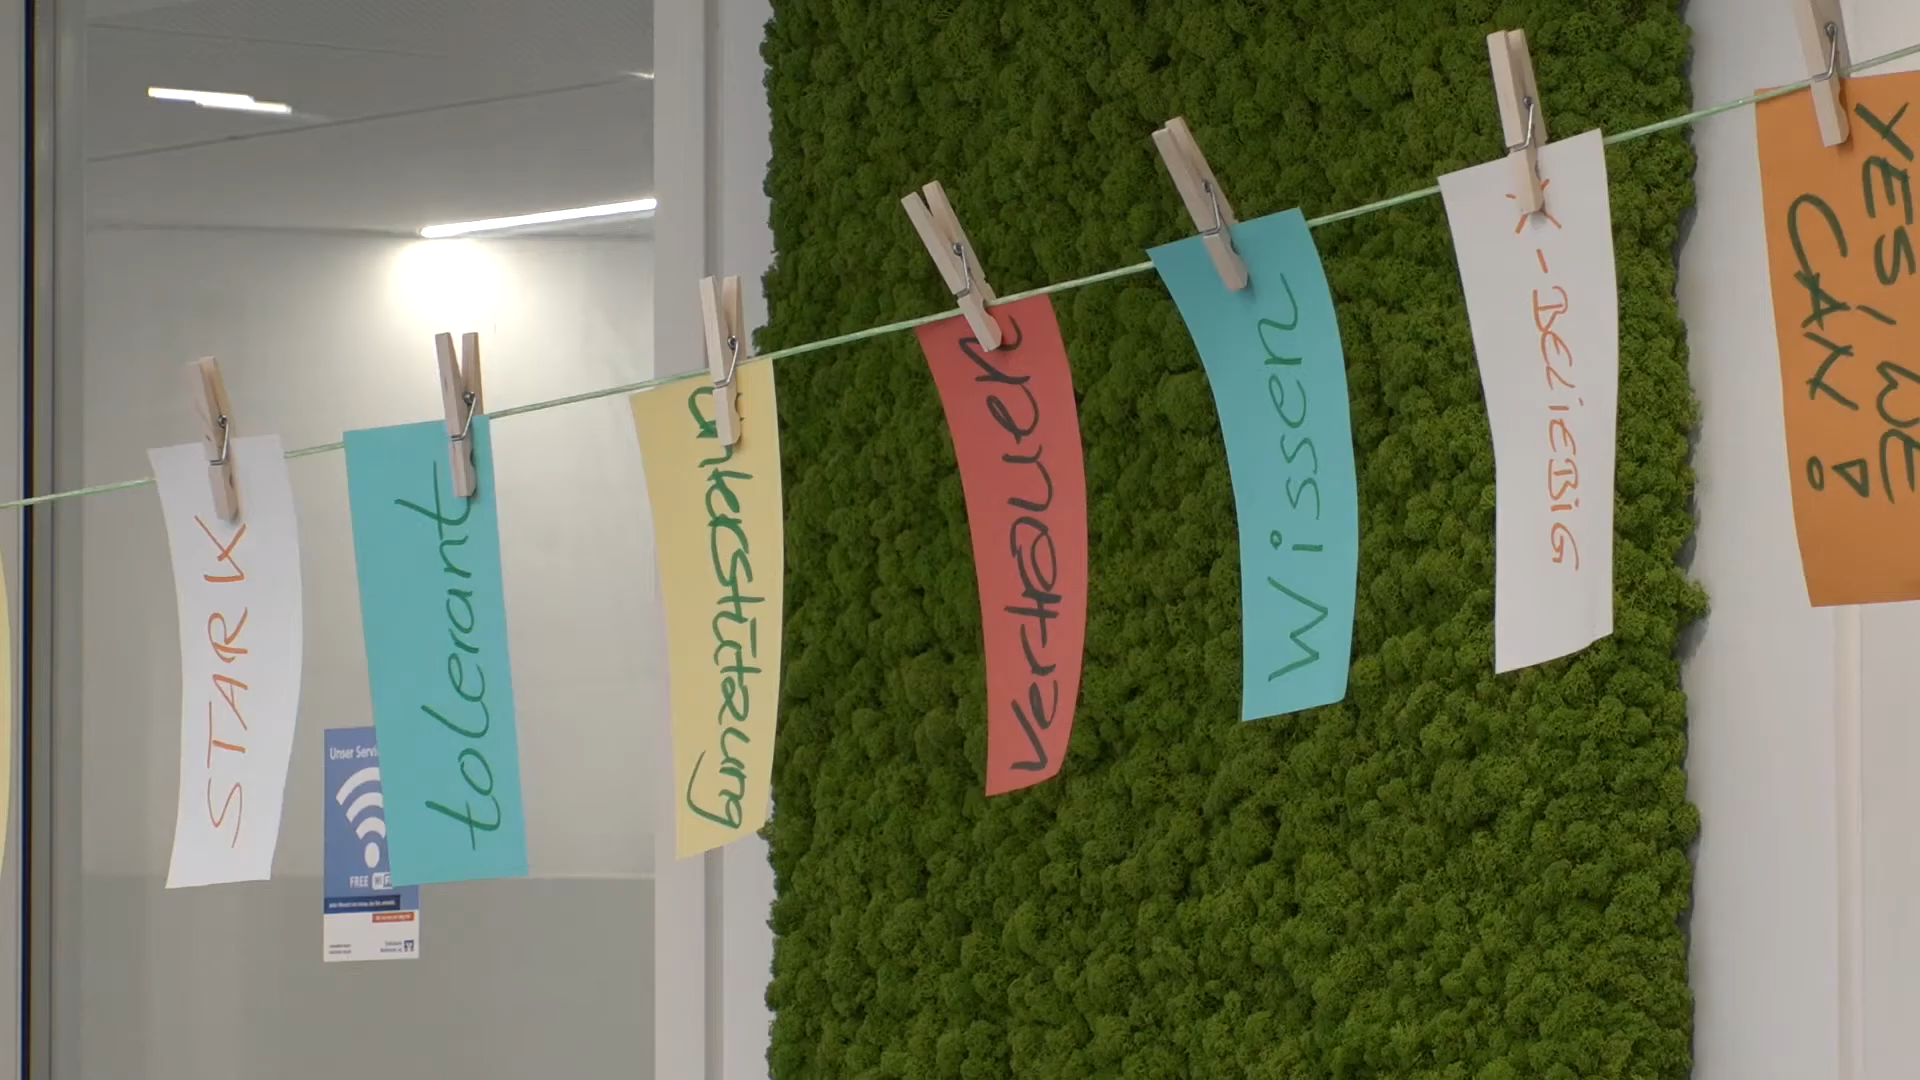 STARK
tolerant
unterstützung
Vertrauen
Wissen
X-BELIEBIG
YES, WE
CAN!
Unser Servi
FREE